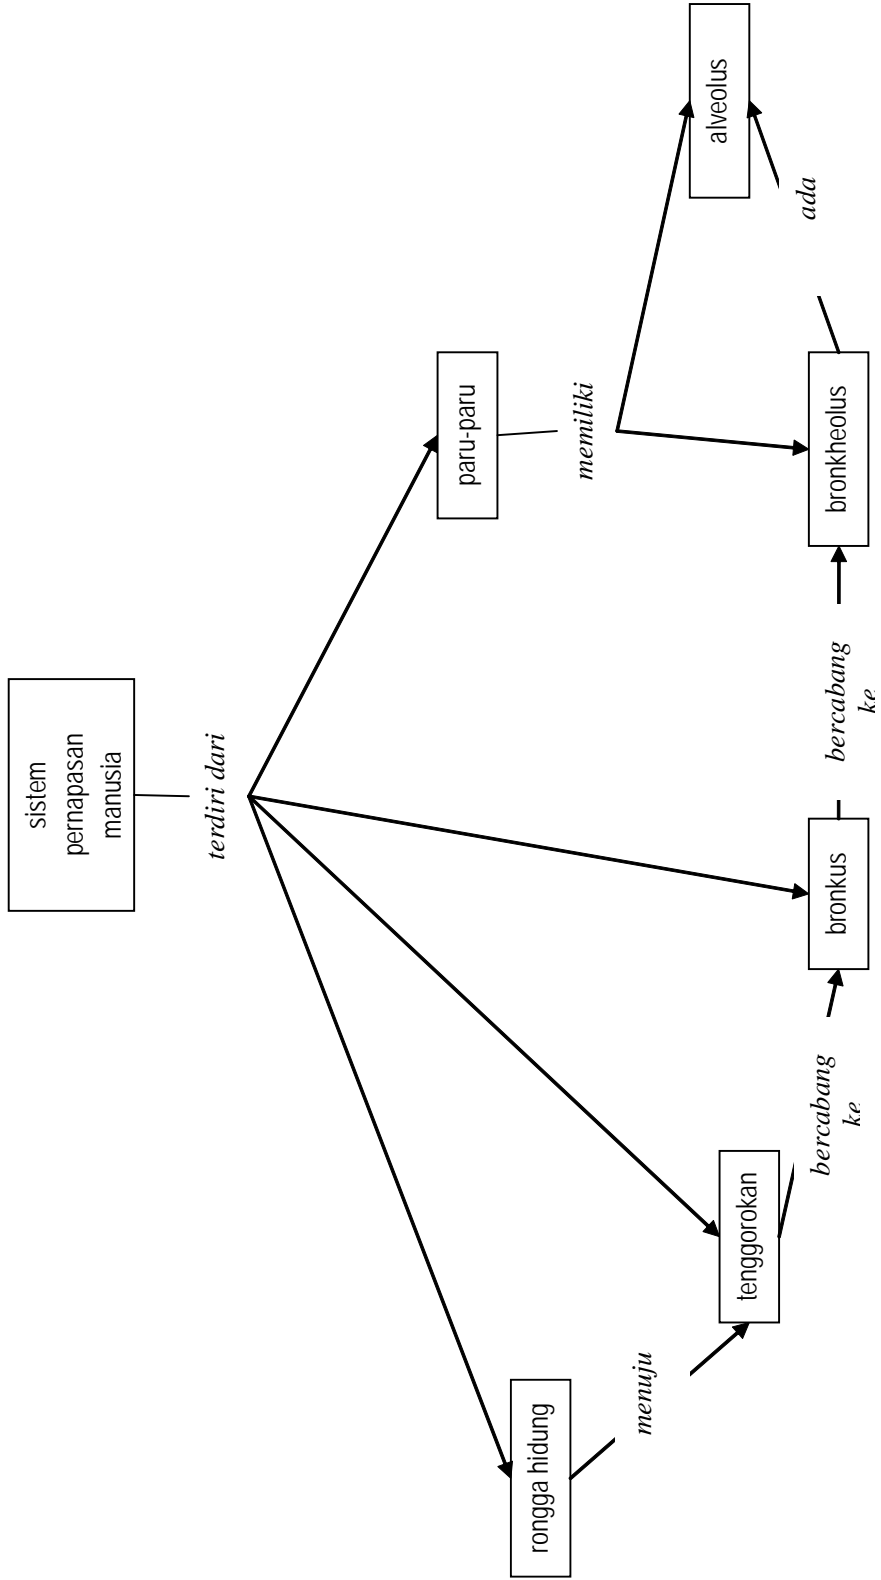 sistem
pernapasan
manusia
terdiri dari
rongga hidung
menuju
tenggorokan
bercabang
ke
bronkus
bercabang
ke
bronkheolus
paru-paru
memiliki
ada
alveolus